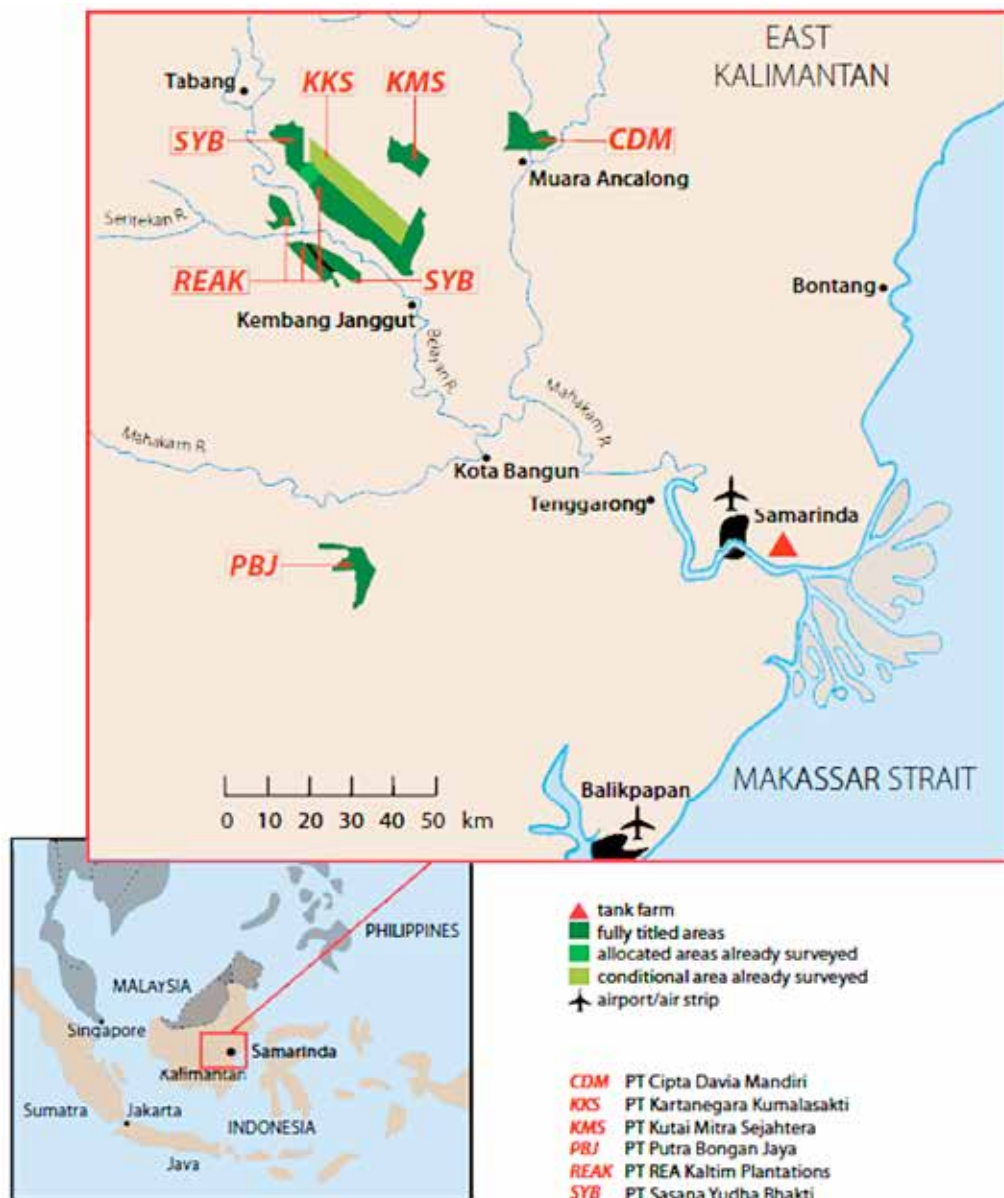 EAST
KALIMANTAN
Tabang
KKS
KMS
SYB
CDM
Muara Ancalong
REAK
SYB
Bontang
Kembang Janggut
Belayan R.
Mahakam R.
Mahakam R.
Kota Bangun
Tenggarong
Samarinda
PBJ
MAKASSAR STRAIT
Balikpapan
0 10 20 30 40 50 km
PHILIPPINES
MALAYSIA
Singapore
Samarinda
Kalimantan
Sumatra
Jakarta
INDONESIA
Java
tank farm
fully titled areas
allocated areas already surveyed
conditional area already surveyed
airport/air strip
CDM PT Cipta Davia Mandiri
KKS PT Kartanegara Kumalasakti
KMS PT Kutai Mitra Sejahtera
PBJ PT Putra Bongan Jaya
REAK PT REA Kaltim Plantations
SYB PT Sasana Yudha Bhakti